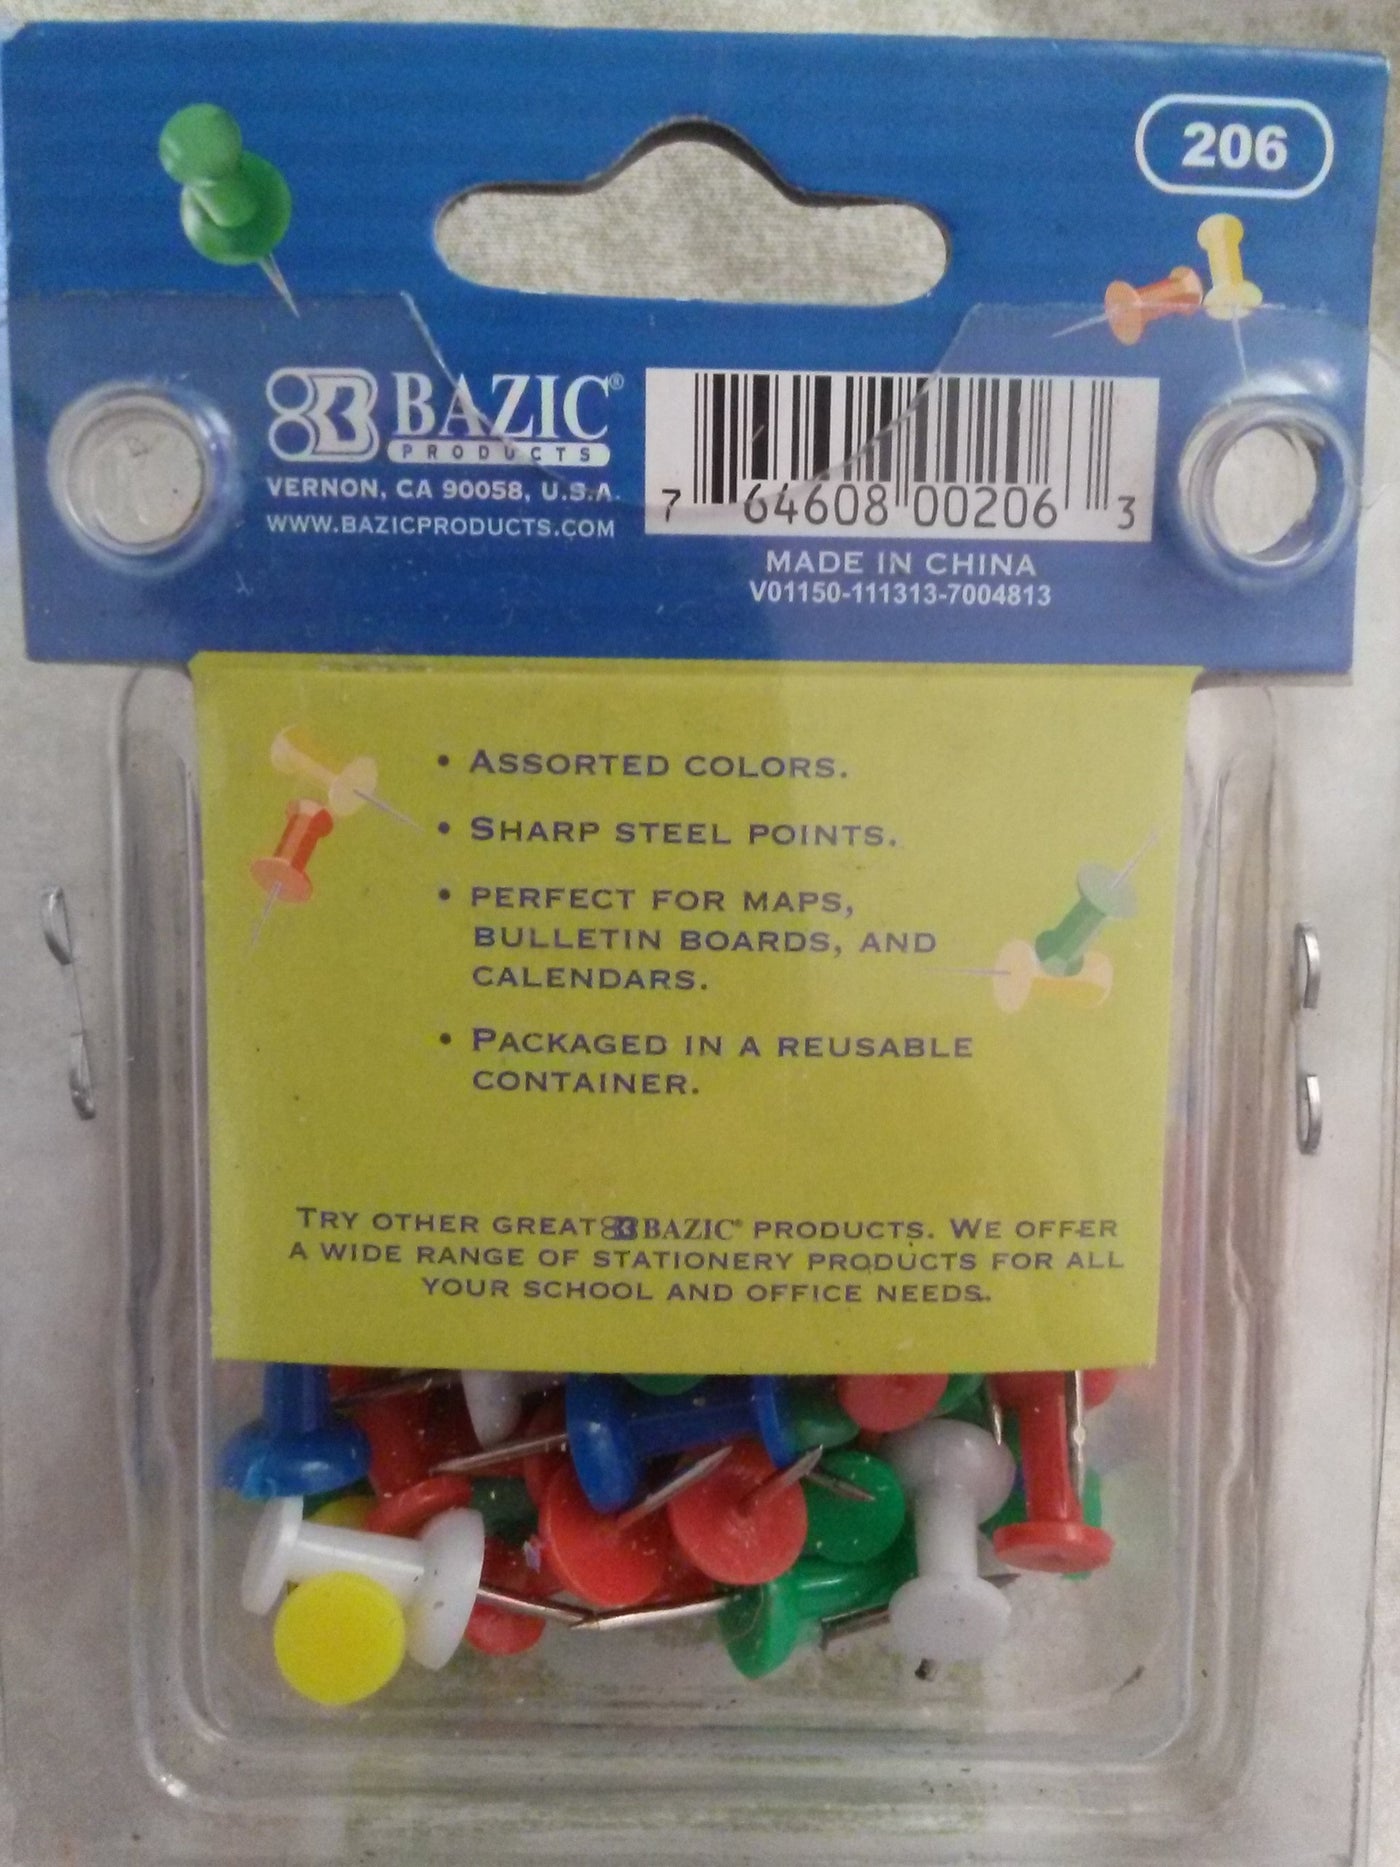 206
BAZIC®
PRODUCTS
VERNON, CA 90058, U.S.A.
WWW.BAZICPRODUCTS.COM
7 64608 00206 3
MADE IN CHINA
V01150-111313-7004813
• ASSORTED COLORS.
• SHARP STEEL POINTS.
• PERFECT FOR MAPS,
BULLETIN BOARDS, AND
CALENDARS.
• PACKAGED IN A REUSABLE
CONTAINER.
TRY OTHER GREAT BAZIC® PRODUCTS. WE OFFER
A WIDE RANGE OF STATIONERY PRODUCTS FOR ALL
YOUR SCHOOL AND OFFICE NEEDS.